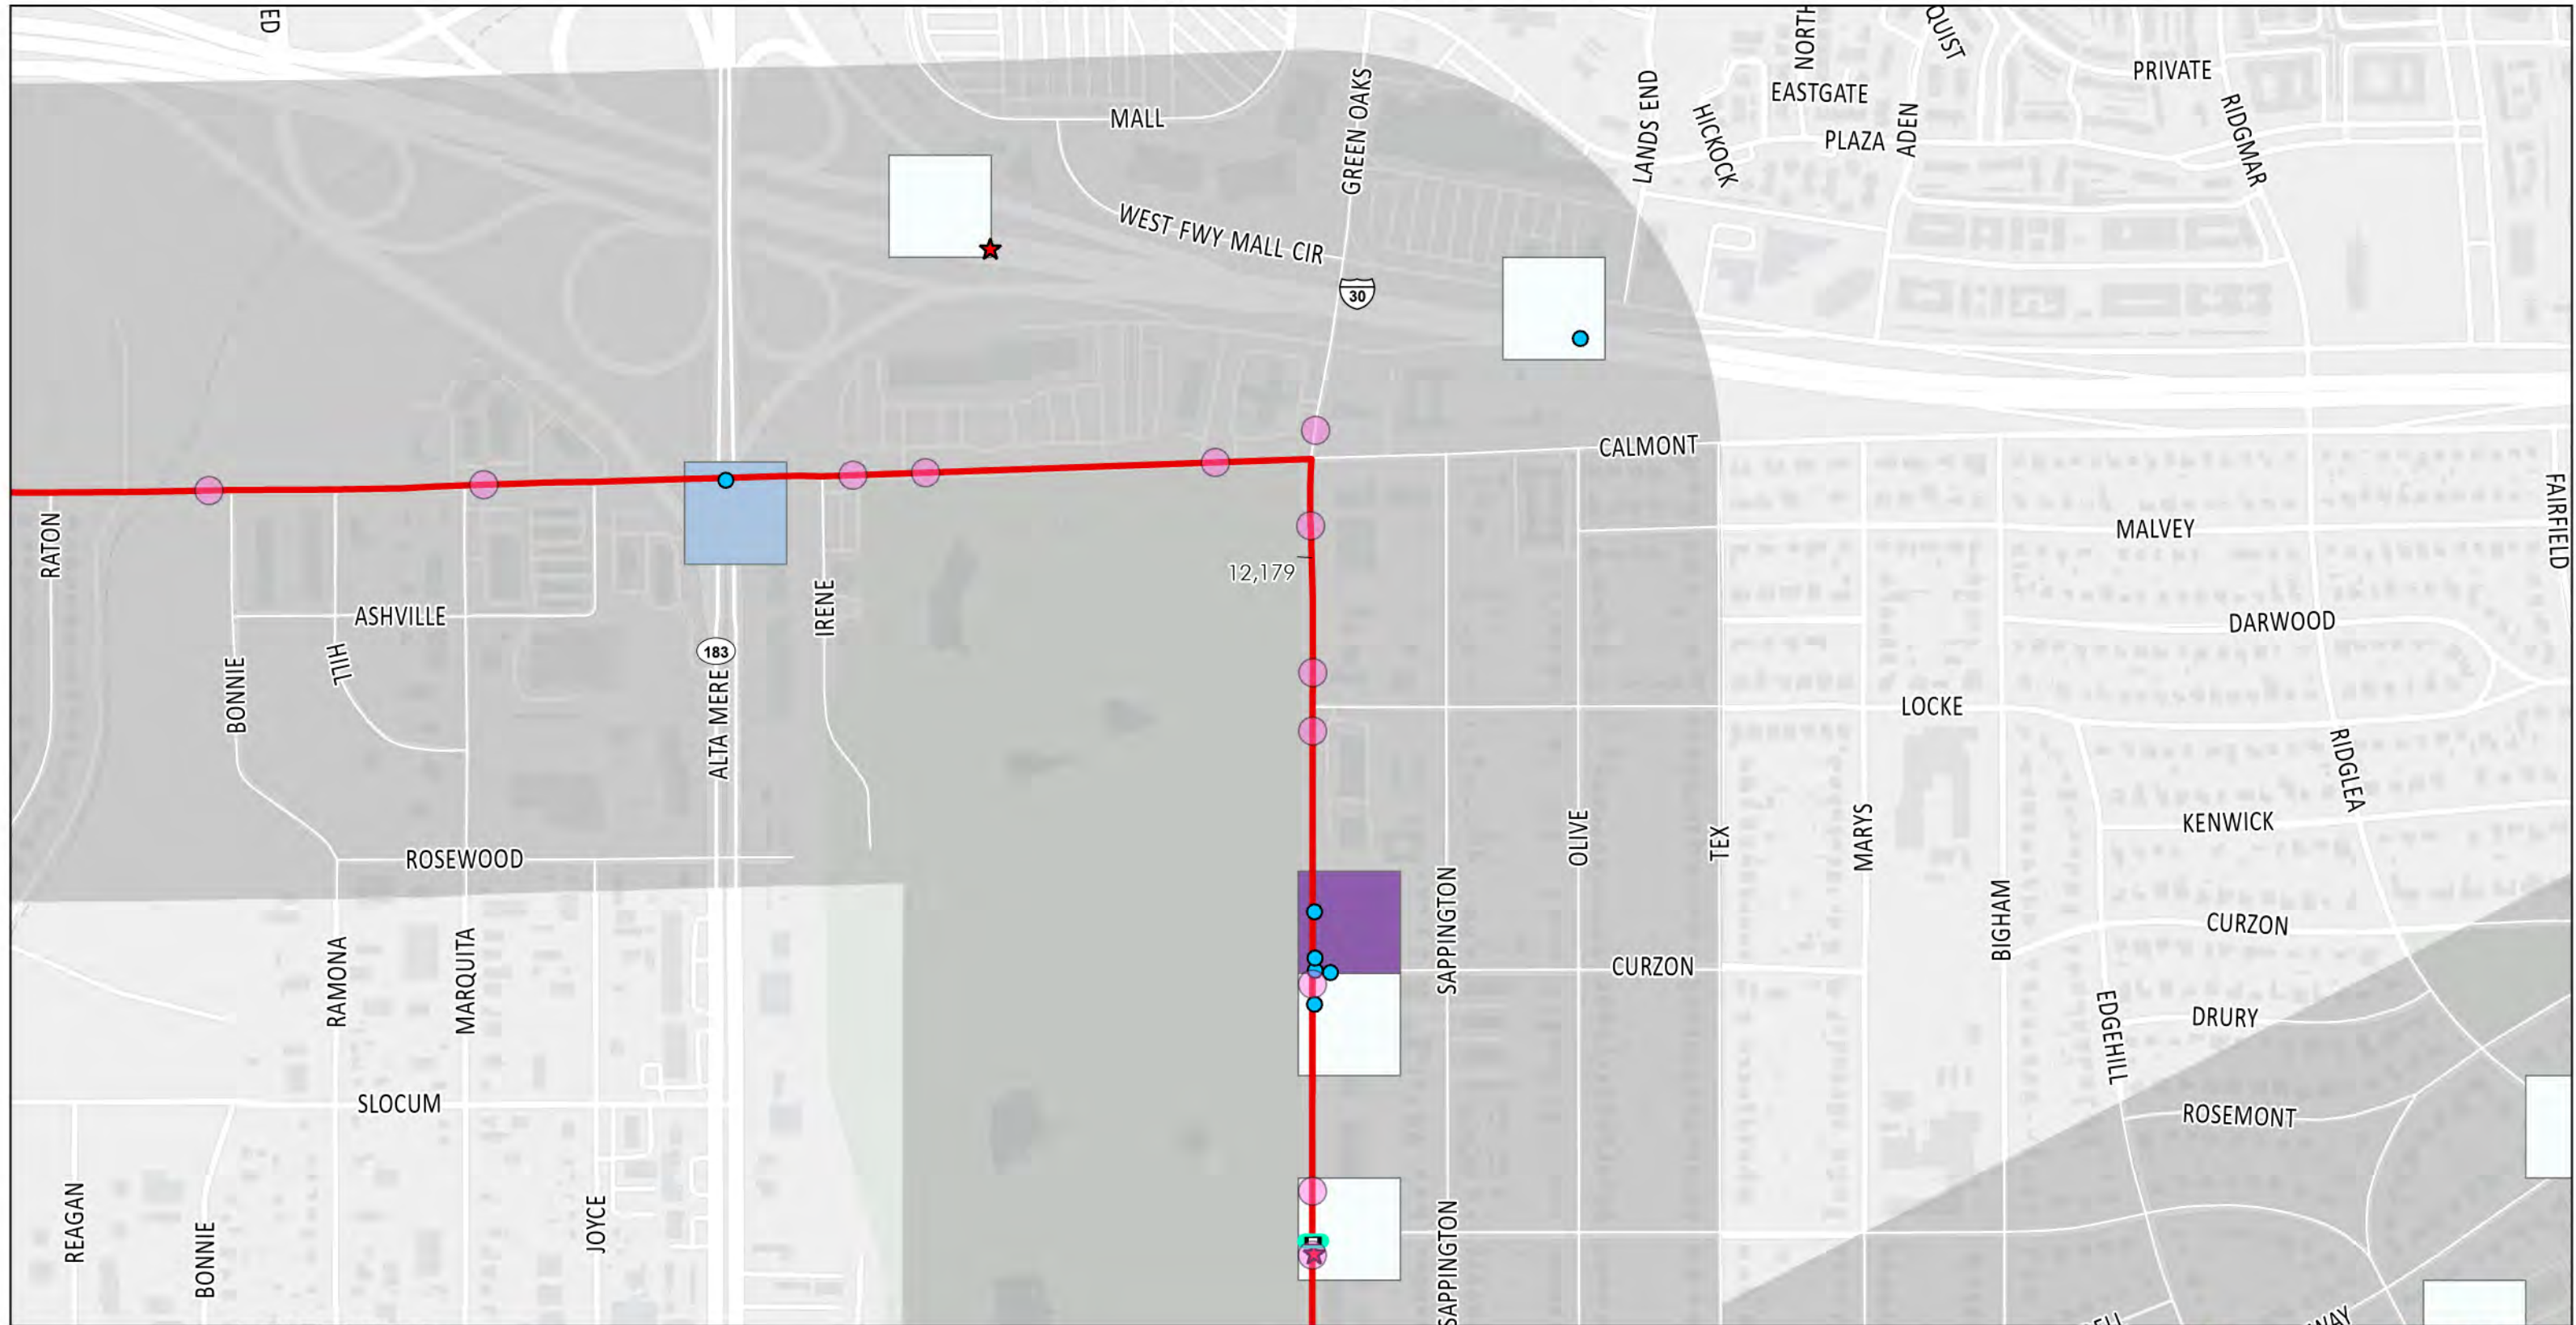 ED
NORTH
QUIST
PRIVATE
EASTGATE
MALL
GREEN OAKS
LANDS END
HICKOCK
PLAZA
ADEN
RIDGMAR
WEST FWY MALL CIR
30
CALMONT
RATON
MALVEY
FAIRFIELD
12,179
ASHVILLE
IRENE
DARWOOD
HILL
183
BONNIE
ALTA MERE
LOCKE
RIDGLEA
OLIVE
TEX
MARYS
KENWICK
ROSEWOOD
SAPPINGTON
BIGHAM
CURZON
CURZON
RAMONA
MARQUITA
EDGEHILL
DRURY
SLOCUM
ROSEMONT
REAGAN
BONNIE
JOYCE
SAPPINGTON
ELL
WAY